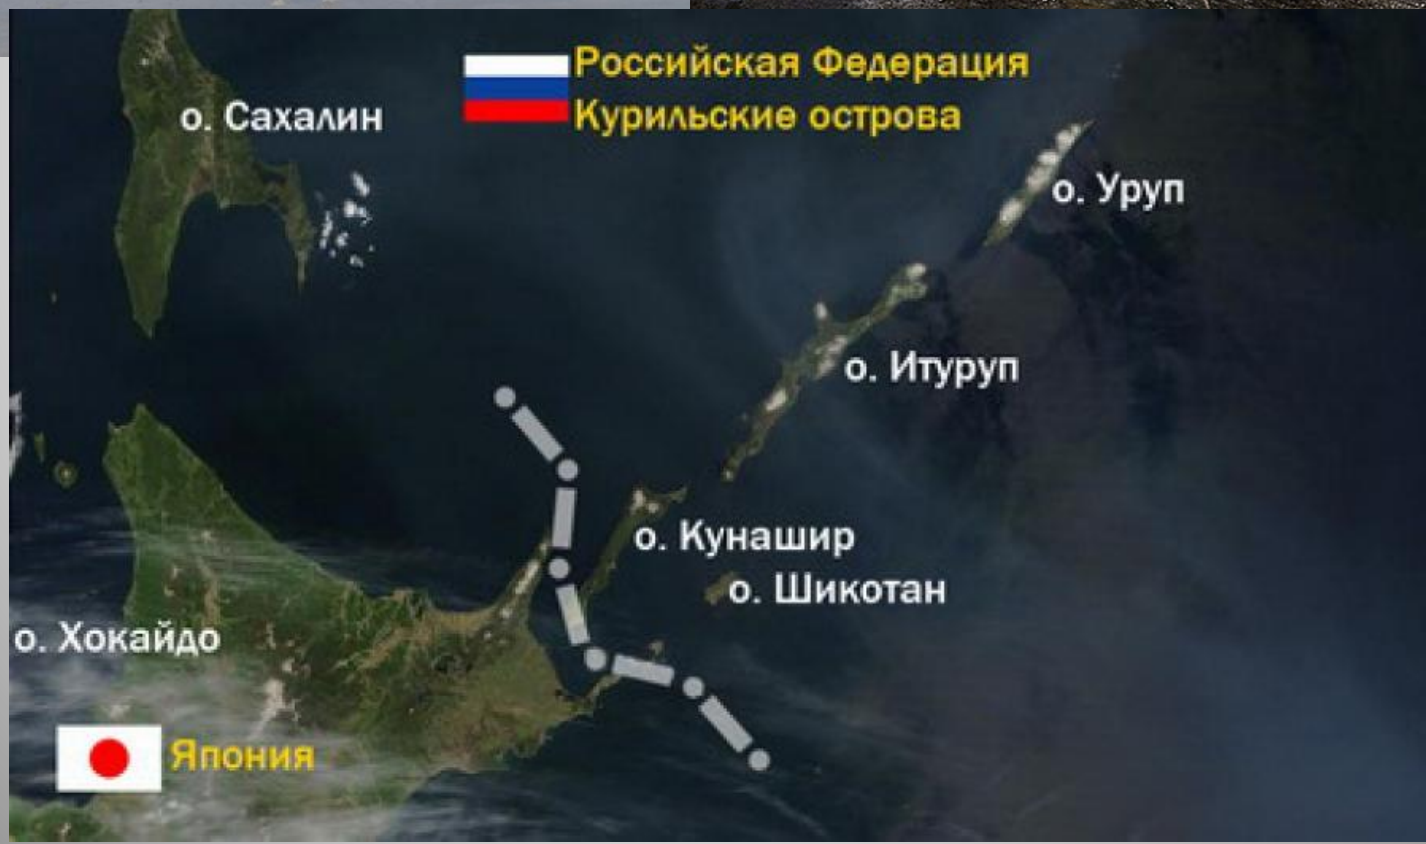 Российская Федерация
Курильские острова
о. Сахалин
о. Уруп
о. Итуруп
о. Кунашир
о. Шикотан
о. Хокайдо
Япония